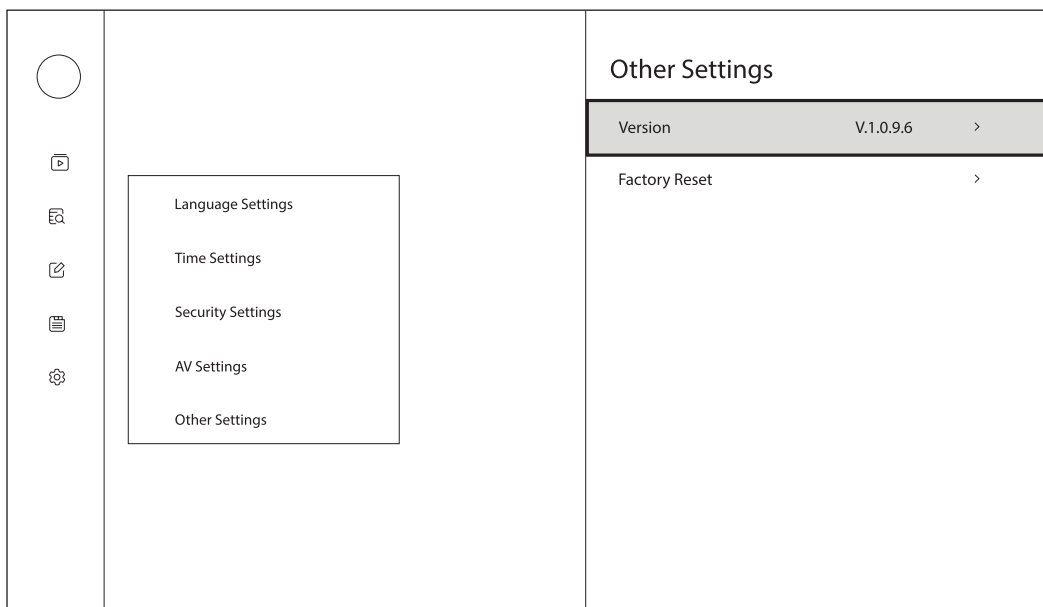 Language Settings
Time Settings
Security Settings
AV Settings
Other Settings
Other Settings
Version V.1.0.9.6 >
Factory Reset >